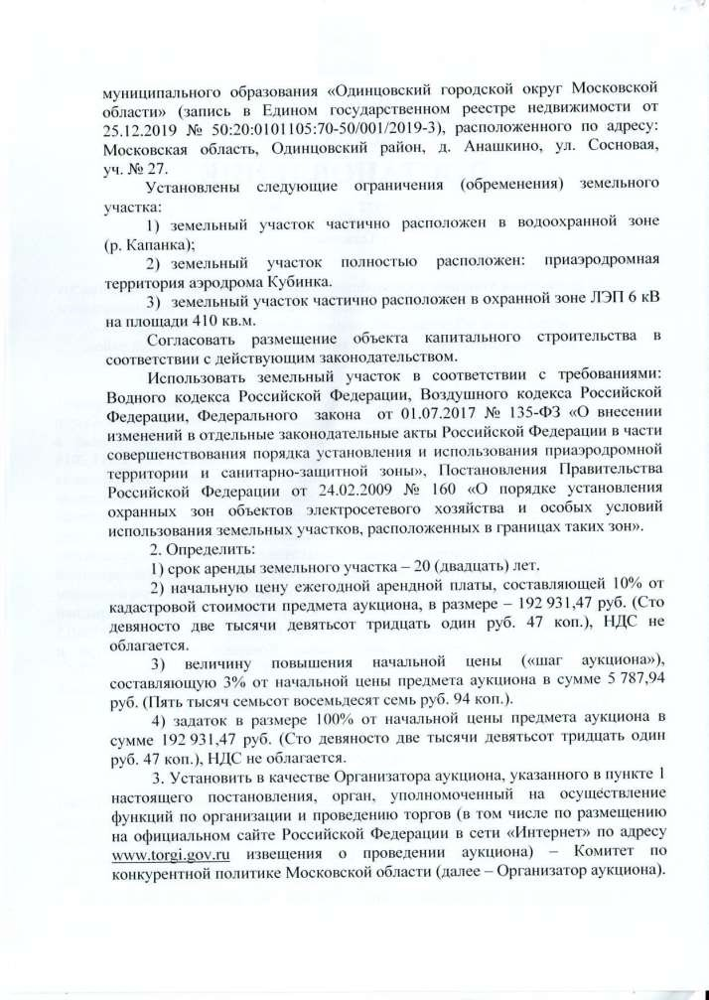 муниципального образования «Одинцовский городской округ Московской
области» (запись в Едином государственном реестре недвижимости от
25.12.2019 № 50:20:0101105:70-50/001/2019-3), расположенного по адресу:
Московская область, Одинцовский район, д. Анашкино, ул. Сосновая,
уч. № 27.
Установлены следующие ограничения (обременения) земельного
участка:
1) земельный участок частично расположен в водоохранной зоне
(р. Капанка);
2) земельный участок полностью расположен: приаэродромная
территория аэродрома Кубинка.
3) земельный участок частично расположен в охранной зоне ЛЭП 6 кВ
на площади 410 кв.м.
Согласовать размещение объекта капитального строительства в
соответствии с действующим законодательством.
Использовать земельный участок в соответствии с требованиями:
Водного кодекса Российской Федерации, Воздушного кодекса Российской
Федерации, Федерального закона от 01.07.2017 № 135-ФЗ «О внесении
изменений в отдельные законодательные акты Российской Федерации в части
совершенствования порядка установления и использования приаэродромной
территории и санитарно-защитной зоны», Постановления Правительства
Российской Федерации от 24.02.2009 № 160 «О порядке установления
охранных зон объектов электросетевого хозяйства и особых условий
использования земельных участков, расположенных в границах таких зон».
2. Определить:
1) срок аренды земельного участка – 20 (двадцать) лет.
2) начальную цену ежегодной арендной платы, составляющей 10% от
кадастровой стоимости предмета аукциона, в размере – 192 931,47 руб. (Сто
девяносто две тысячи девятьсот тридцать один руб. 47 коп.), НДС не
облагается.
3) величину повышения начальной цены («шаг аукциона»),
составляющую 3% от начальной цены предмета аукциона в сумме 5 787,94
руб. (Пять тысяч семьсот восемьдесят семь руб. 94 коп.).
4) задаток в размере 100% от начальной цены предмета аукциона в
сумме 192 931,47 руб. (Сто девяносто две тысячи девятьсот тридцать один
руб. 47 коп.), НДС не облагается.
3. Установить в качестве Организатора аукциона, указанного в пункте 1
настоящего постановления, орган, уполномоченный на осуществление
функций по организации и проведению торгов (в том числе по размещению
на официальном сайте Российской Федерации в сети «Интернет» по адресу
www.torgi.gov.ru извещения о проведении аукциона) – Комитет по
конкурентной политике Московской области (далее – Организатор аукциона).